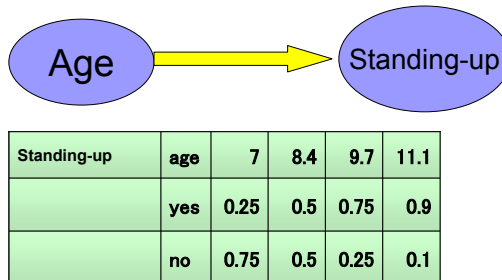 Age
Standing-up
Standing-up age 7 8.4 9.7 11.1
yes 0.25 0.5 0.75 0.9
no 0.75 0.5 0.25 0.1